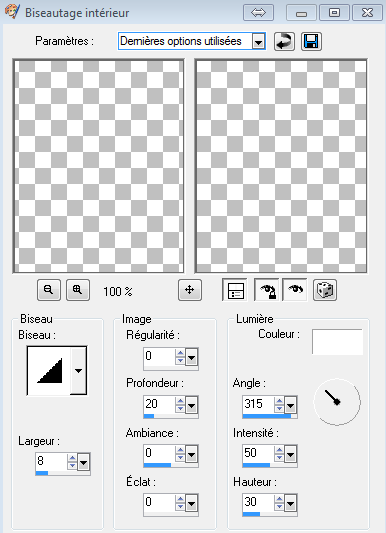 Biseautage intérieur
Paramètres : Dernières options utilisées
100 %
Biseau Image Lumière
Biseau : Régularité : Couleur :
0
Profondeur : Angle :
20 315
Largeur : Ambiance : Intensité :
8 0 50
Éclat : Hauteur :
0 30